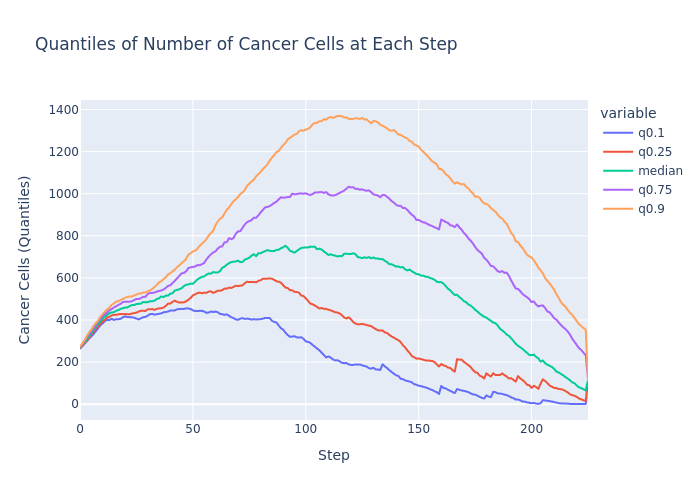 Quantiles of Number of Cancer Cells at Each Step
variable
q0.1
q0.25
median
q0.75
q0.9
Cancer Cells (Quantiles)
1400
1200
1000
800
600
400
200
0
0 50 100 150 200
Step